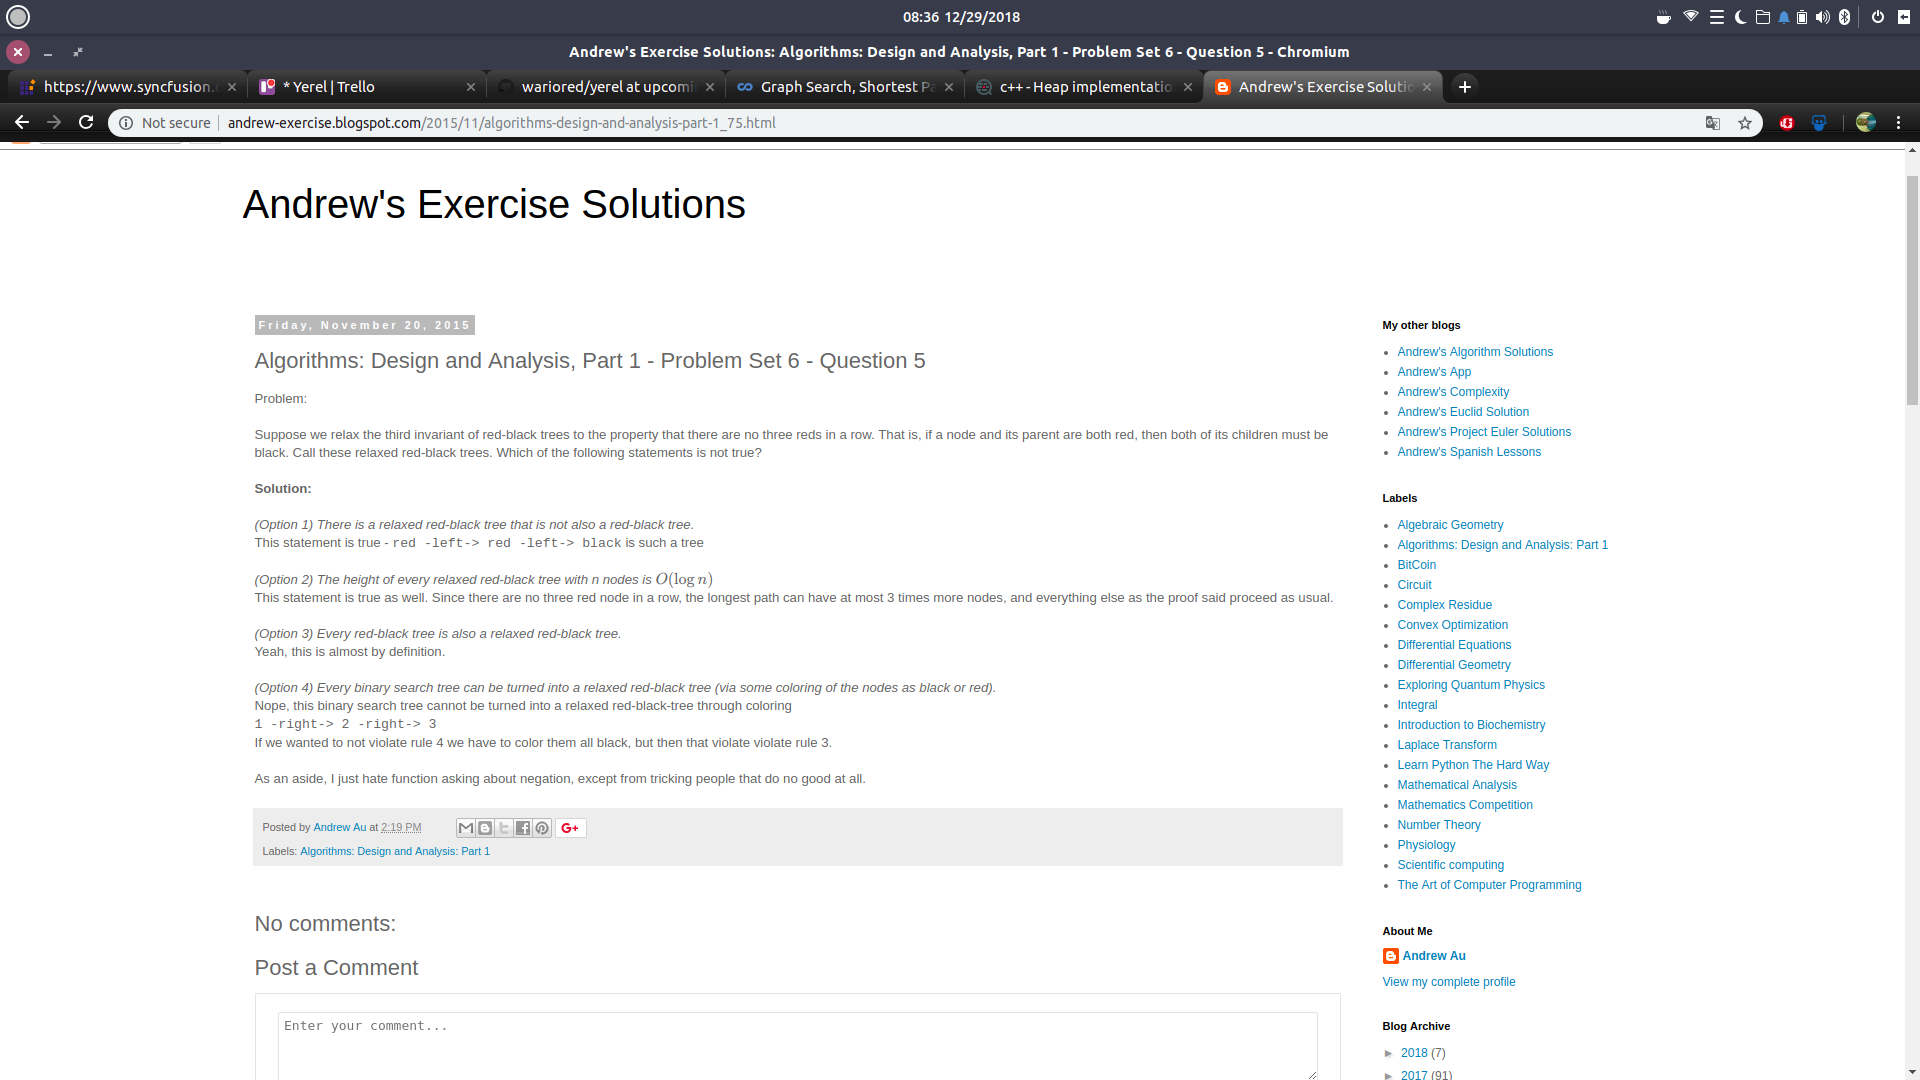 08:36 12/29/2018
Andrew's Exercise Solutions: Algorithms: Design and Analysis, Part 1 - Problem Set 6 - Question 5 - Chromium
https://www.syncfusion.
* Yerel | Trello
wariored/yerel at upcomi
Graph Search, Shortest Pa
c++ - Heap implementatio
Andrew's Exercise Solutic
Not secure
andrew-exercise.blogspot.com/2015/11/algorithms-design-and-analysis-part-1_75.html
Andrew's Exercise Solutions
Friday, November 20, 2015
Algorithms: Design and Analysis, Part 1 - Problem Set 6 - Question 5
Problem:
Suppose we relax the third invariant of red-black trees to the property that there are no three reds in a row. That is, if a node and its parent are both red, then both of its children must be
black. Call these relaxed red-black trees. Which of the following statements is not true?
Solution:
(Option 1) There is a relaxed red-black tree that is not also a red-black tree.
This statement is true - red -left-> red -left-> black is such a tree
(Option 2) The height of every relaxed red-black tree with n nodes is O(log n)
This statement is true as well. Since there are no three red node in a row, the longest path can have at most 3 times more nodes, and everything else as the proof said proceed as usual.
(Option 3) Every red-black tree is also a relaxed red-black tree.
Yeah, this is almost by definition.
(Option 4) Every binary search tree can be turned into a relaxed red-black tree (via some coloring of the nodes as black or red).
Nope, this binary search tree cannot be turned into a relaxed red-black-tree through coloring
1 -right-> 2 -right-> 3
If we wanted to not violate rule 4 we have to color them all black, but then that violate violate rule 3.
As an aside, I just hate function asking about negation, except from tricking people that do no good at all.
Posted by Andrew Au at 2:19 PM
G+
Labels: Algorithms: Design and Analysis: Part 1
No comments:
Post a Comment
Enter your comment...
My other blogs
Andrew's Algorithm Solutions
Andrew's App
Andrew's Complexity
Andrew's Euclid Solution
Andrew's Project Euler Solutions
Andrew's Spanish Lessons
Labels
Algebraic Geometry
Algorithms: Design and Analysis: Part 1
BitCoin
Circuit
Complex Residue
Convex Optimization
Differential Equations
Differential Geometry
Exploring Quantum Physics
Integral
Introduction to Biochemistry
Laplace Transform
Learn Python The Hard Way
Mathematical Analysis
Mathematics Competition
Number Theory
Physiology
Scientific computing
The Art of Computer Programming
About Me
Andrew Au
View my complete profile
Blog Archive
► 2018 (7)
► 2017 (91)